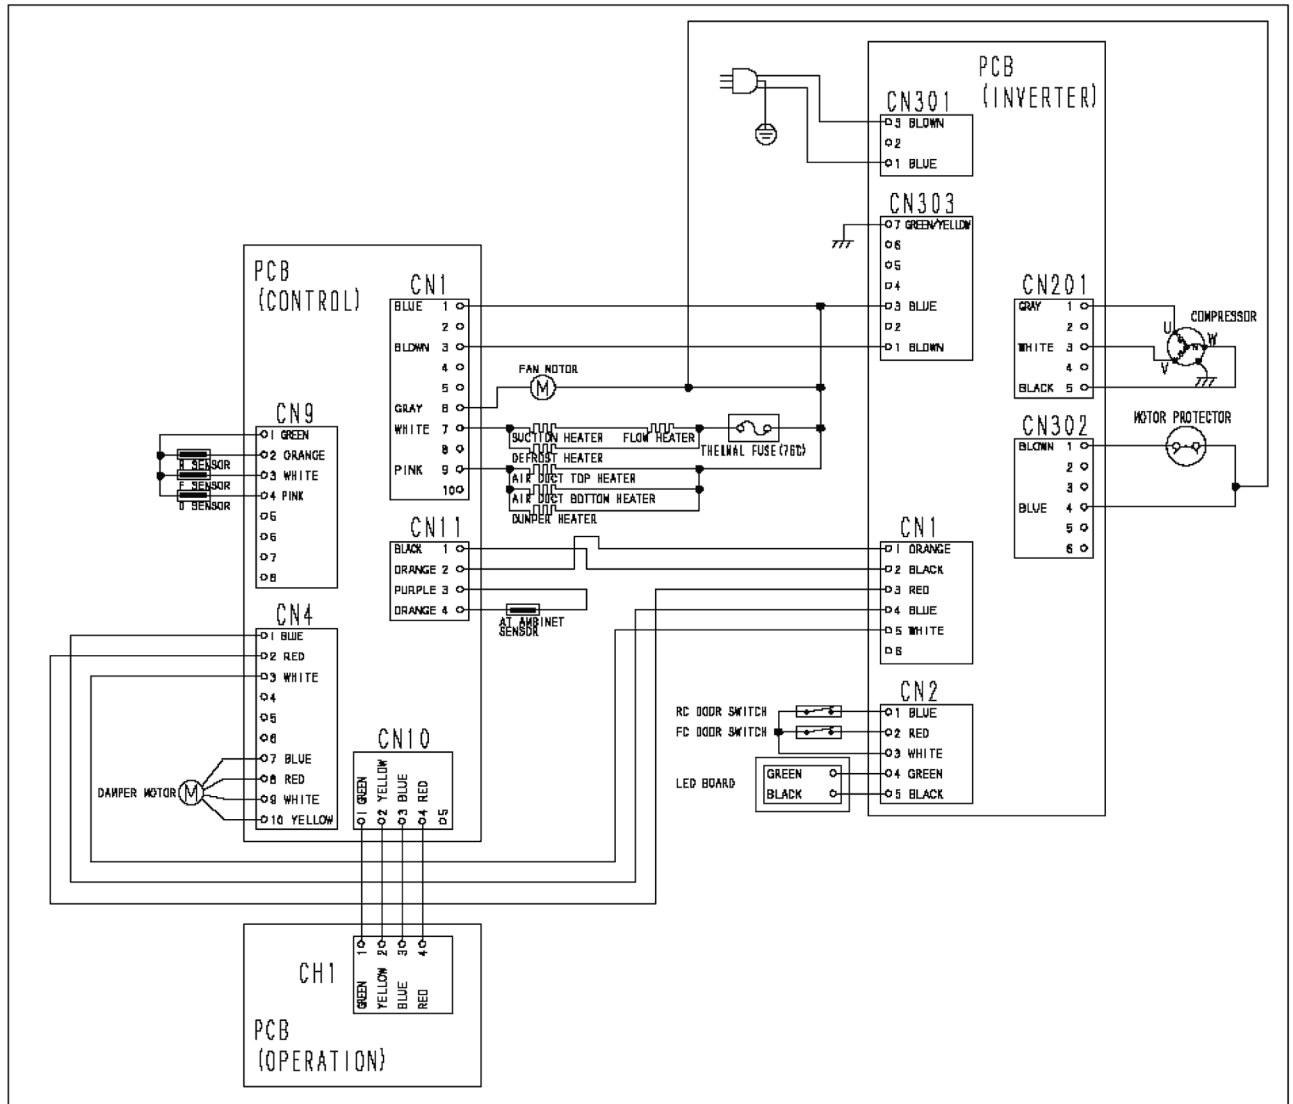 PCB
(INVERTER)
CN301
3 BLOWN
2
1 BLUE
CN303
7 GREEN/YELLOW
6
5
4
3 BLUE
2
1 BLOWN
CN201
GRAY 1
2
WHITE 3
4
BLACK 5
COMPRESSOR
U
W
V
CN302
BLOWN 1
2
3
BLUE 4
5
6
MOTOR PROTECTOR
CN1
1 ORANGE
2 BLACK
3 RED
4 BLUE
5 WHITE
6
CN2
1 BLUE
2 RED
3 WHITE
4 GREEN
5 BLACK
RC DOOR SWITCH
FC DOOR SWITCH
LED BOARD
GREEN
BLACK
PCB
(CONTROL)
CN1
BLUE 1
2
BLOWN 3
4
5
GRAY 6
WHITE 7
8
PINK 9
10
FAN MOTOR
M
SUCTION HEATER
FLOW HEATER
DEFROST HEATER
THERMAL FUSE(76C)
AIR DUCT TOP HEATER
AIR DUCT BOTTOM HEATER
DUMPER HEATER
CN9
1 GREEN
2 ORANGE
3 WHITE
4 PINK
5
6
7
8
R SENSOR
F SENSOR
D SENSOR
CN11
BLACK 1
ORANGE 2
PURPLE 3
ORANGE 4
AT AMBINET
SENSOR
CN4
1 BLUE
2 RED
3 WHITE
4
5
6
7 BLUE
8 RED
9 WHITE
10 YELLOW
DAMPER MOTOR
M
CN10
1 GREEN
2 YELLOW
3 BLUE
4 RED
5
CH1
1 GREEN
2 YELLOW
3 BLUE
4 RED
PCB
(OPERATION)